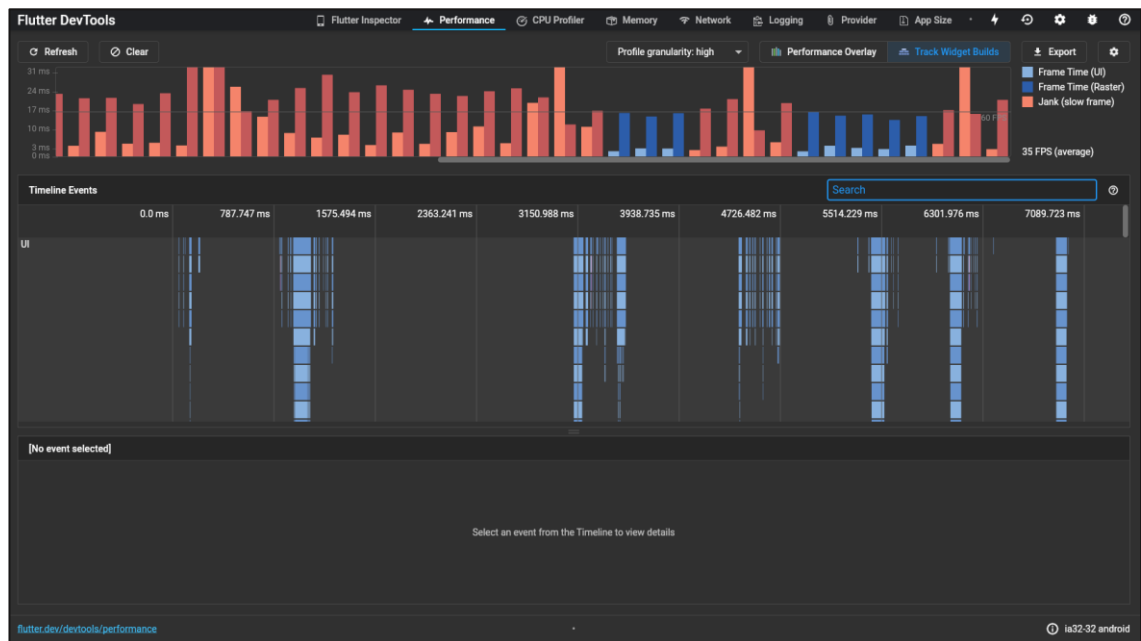 Flutter DevTools Flutter Inspector Performance CPU Profiler Memory Network Logging Provider App Size
Refresh Clear Profile granularity: high Performance Overlay Track Widget Builds Export
31 ms
24 ms
17 ms
10 ms
3 ms
0 ms
60 FPS
Frame Time (UI)
Frame Time (Raster)
Jank (slow frame)
35 FPS (average)
Timeline Events Search
0.0 ms 787.747 ms 1575.494 ms 2363.241 ms 3150.988 ms 3938.735 ms 4726.482 ms 5514.229 ms 6301.976 ms 7089.723 ms
UI
[No event selected]
Select an event from the Timeline to view details
flutter.dev/devtools/performance ia32-32 android